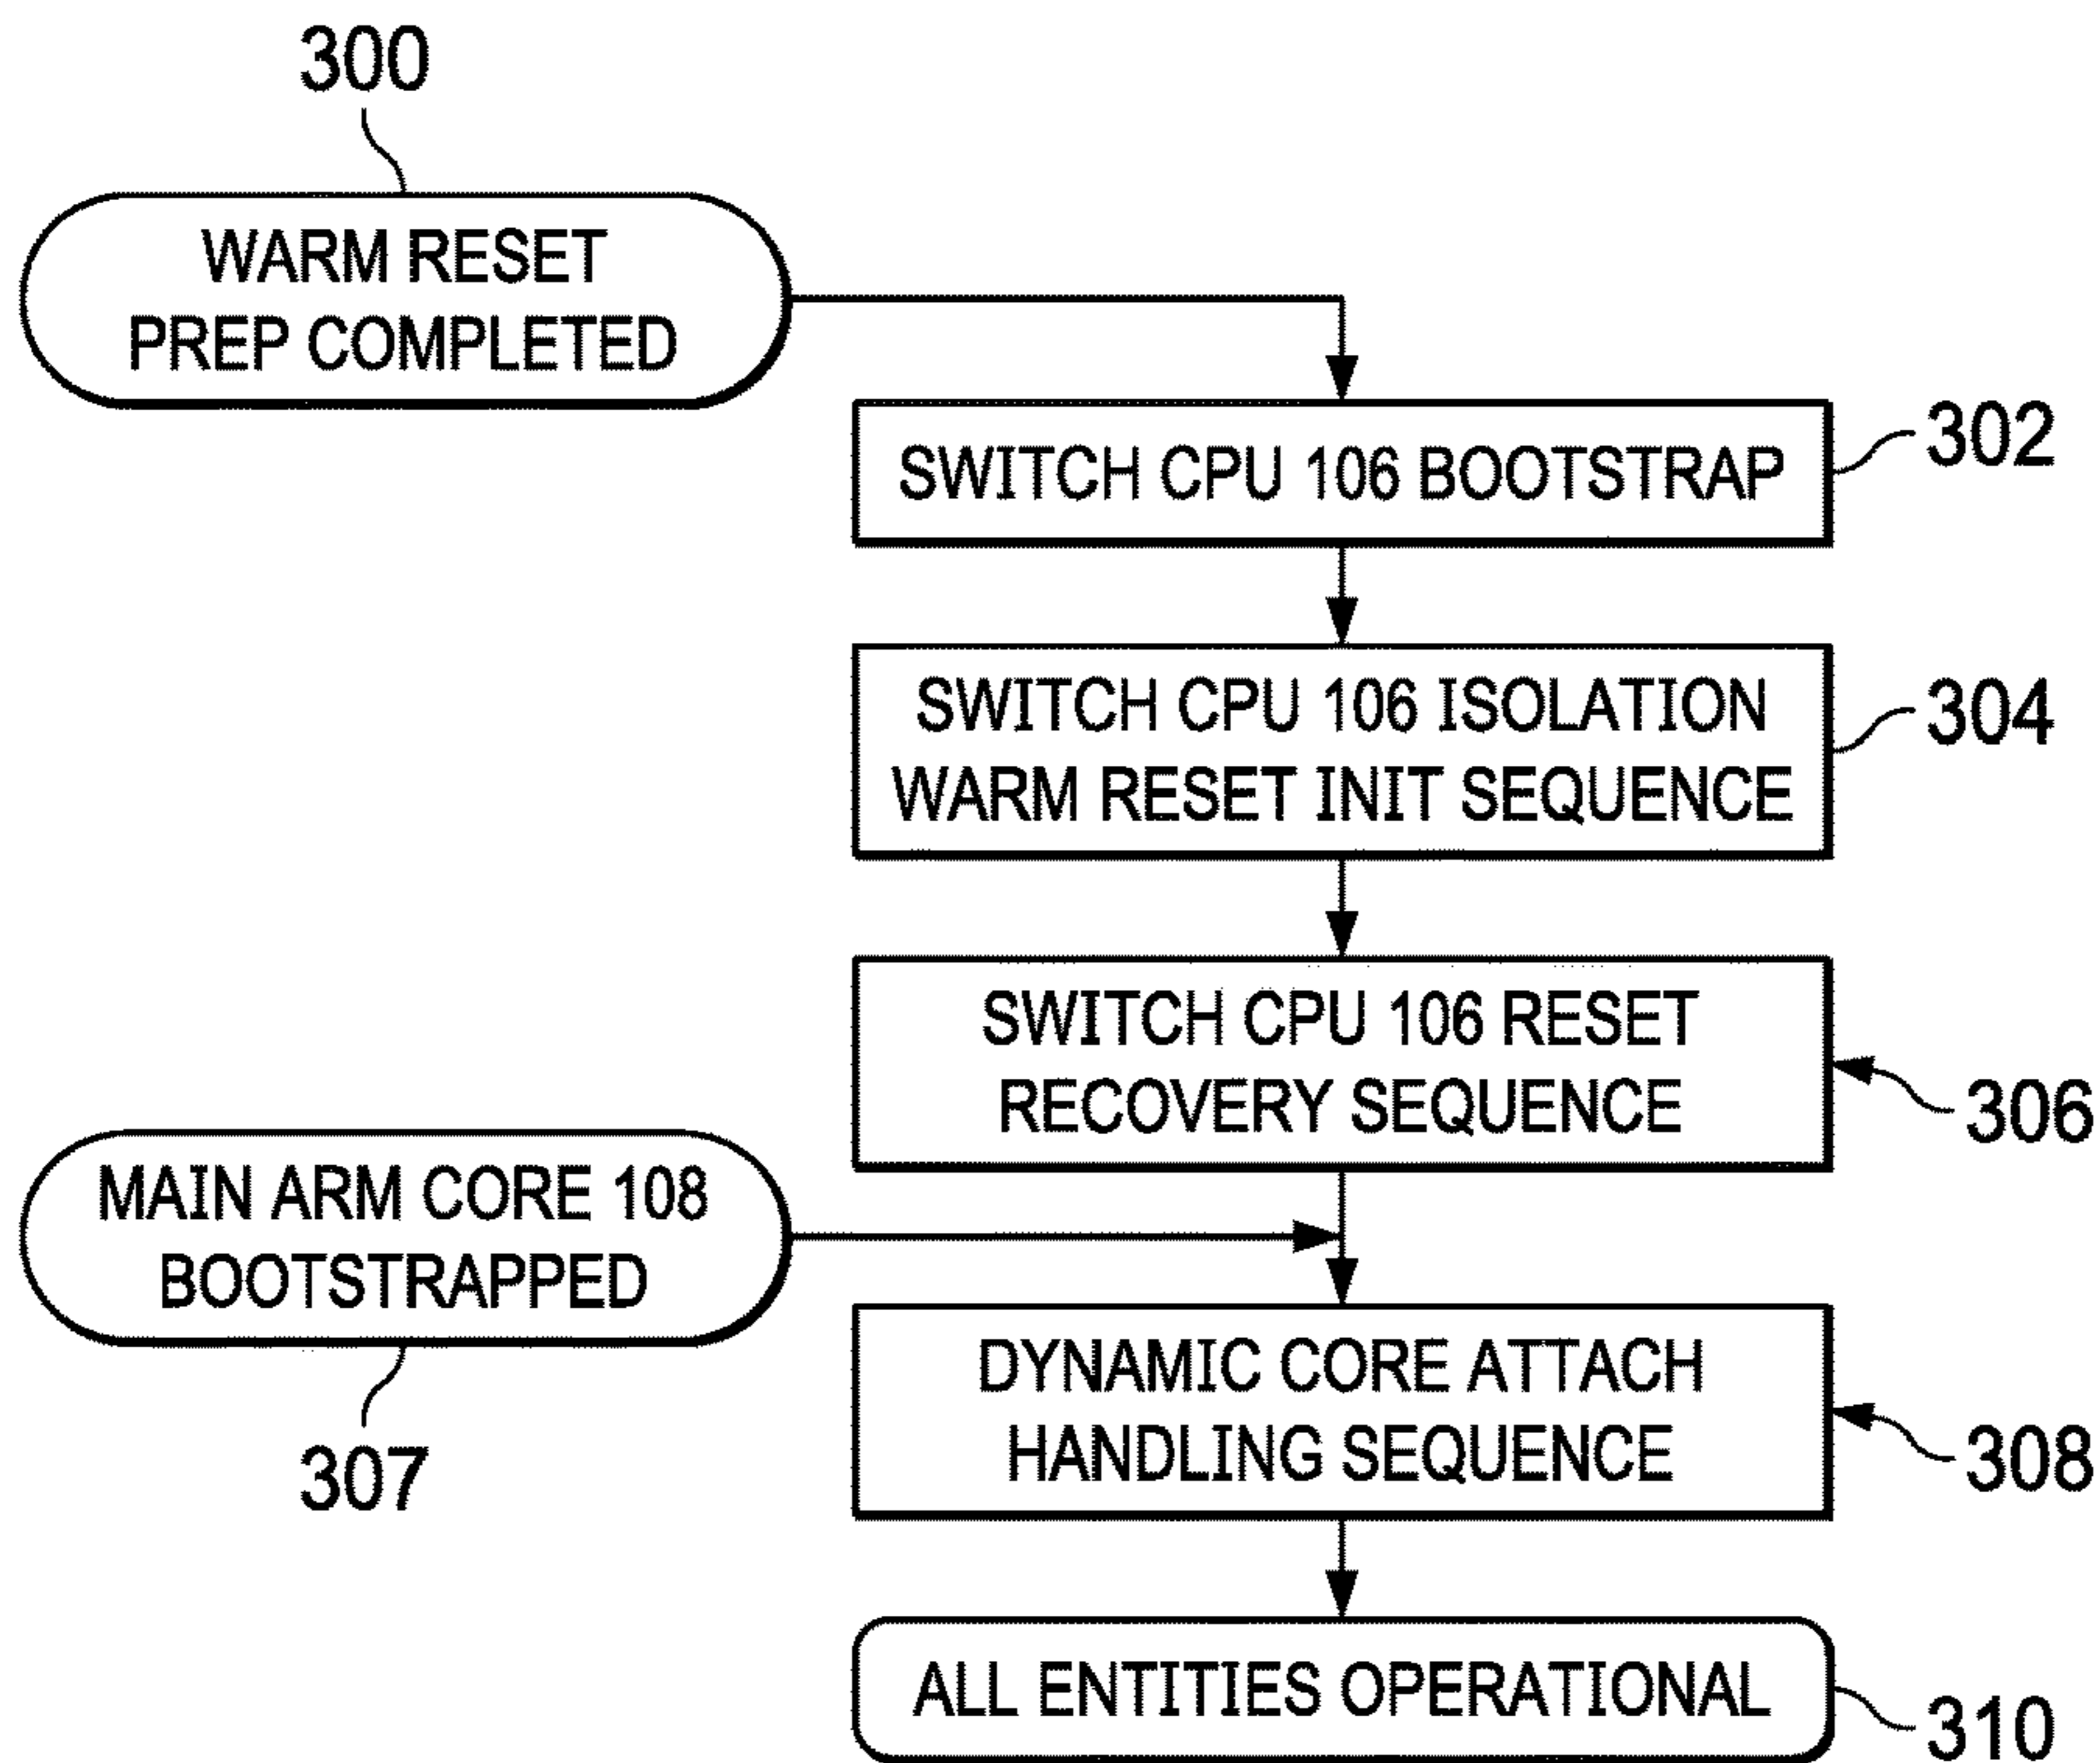 300
WARM RESET
PREP COMPLETED
SWITCH CPU 106 BOOTSTRAP
302
SWITCH CPU 106 ISOLATION
WARM RESET INIT SEQUENCE
304
SWITCH CPU 106 RESET
RECOVERY SEQUENCE
306
MAIN ARM CORE 108
BOOTSTRAPPED
307
DYNAMIC CORE ATTACH
HANDLING SEQUENCE
308
ALL ENTITIES OPERATIONAL
310